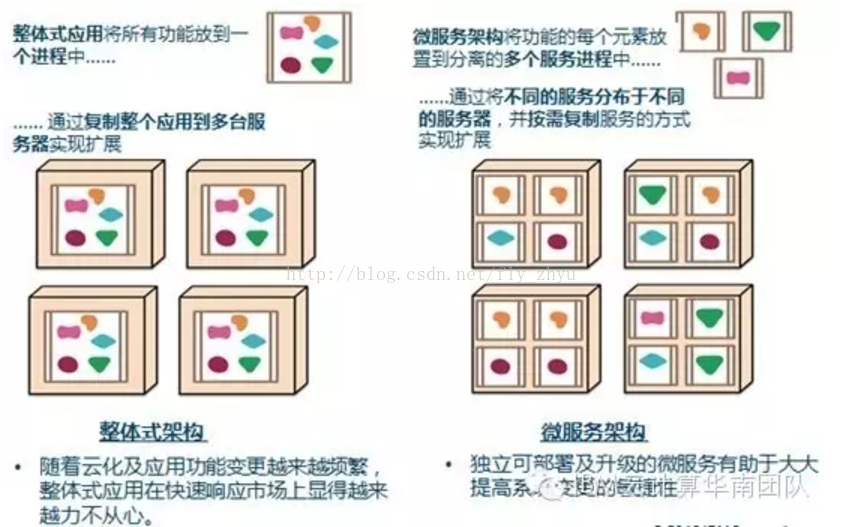 整体式应用将所有功能放到一
个进程中......
...... 通过复制整个应用到多台服
务器实现扩展
整体式架构
• 随着云化及应用功能变更越来越频繁，
整体式应用在快速响应市场上显得越来
越力不从心。
微服务架构将功能的每个元素放
置到分离的多个服务进程中......
......通过将不同的服务分布于不同
的服务器，并按需复制服务的方式
实现扩展
微服务架构
• 独立可部署及升级的微服务有助于大大
提高系统变更的敏捷性
算华南团队
http://blog.csdn.net/fly_zhyu